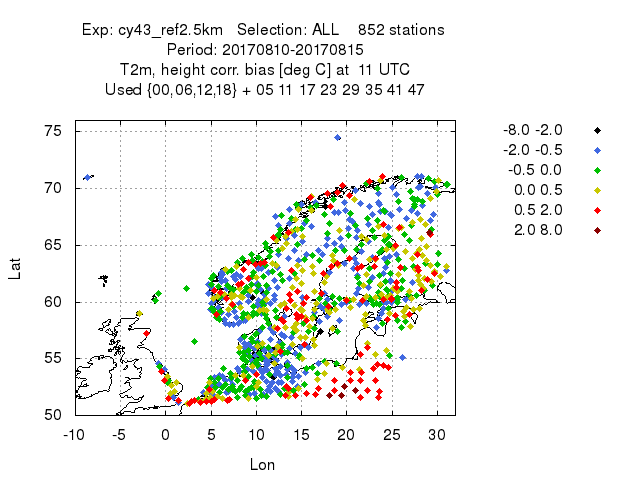 Exp: cy43_ref2.5km   Selection: ALL    852 stations
Period: 20170810-20170815
T2m, height corr. bias [deg C] at  11 UTC
Used {00,06,12,18} + 05 11  17 23 29 35 41 47
75
70
65
60
55
50
-10 -5 0 5 10 15 20 25 30
Lat
Lon
-8.0 -2.0
-2.0 -0.5
-0.5 0.0
0.0 0.5
0.5 2.0
2.0 8.0